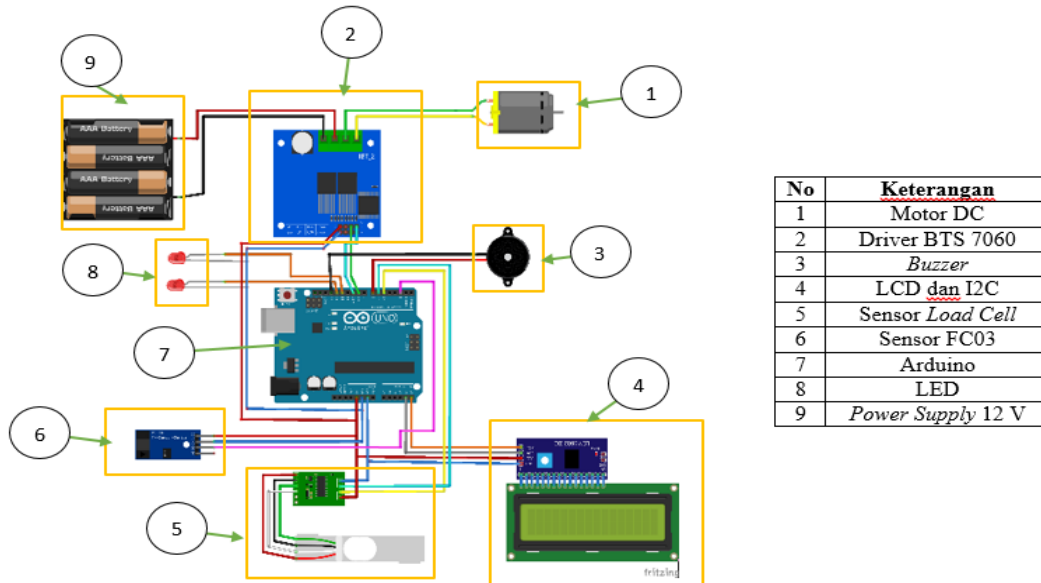 9
2
1
AAA Battery
AAA Battery
AAA Battery
AAA Battery
8
3
7
ARDUINO
UNO
6
4
5
fritzing
No Keterangan
1 Motor DC
2 Driver BTS 7060
3 Buzzer
4 LCD dan I2C
5 Sensor Load Cell
6 Sensor FC03
7 Arduino
8 LED
9 Power Supply 12 V